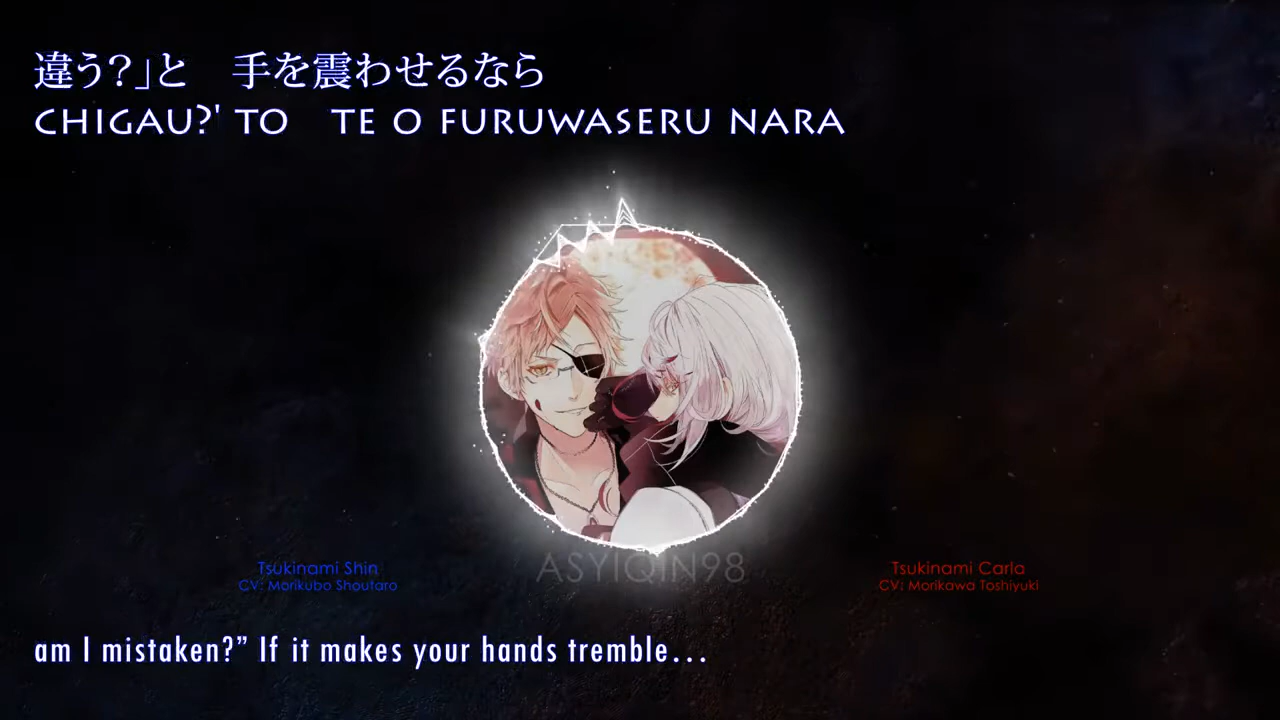 違う？」と　手を震わせるなら
CHIGAU?' TO　TE O FURUWASERU NARA
ASYIQIN98
Tsukinami Shin
CV: Morikubo Shoutaro
Tsukinami Carla
CV: Morikawa Toshiyuki
am I mistaken?” If it makes your hands tremble…